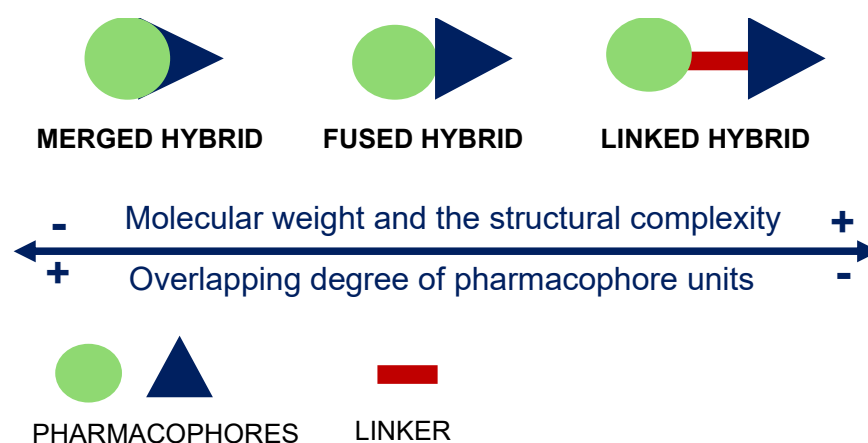 MERGED HYBRID FUSED HYBRID LINKED HYBRID
- Molecular weight and the structural complexity +
+ Overlapping degree of pharmacophore units -
PHARMACOPHORES LINKER